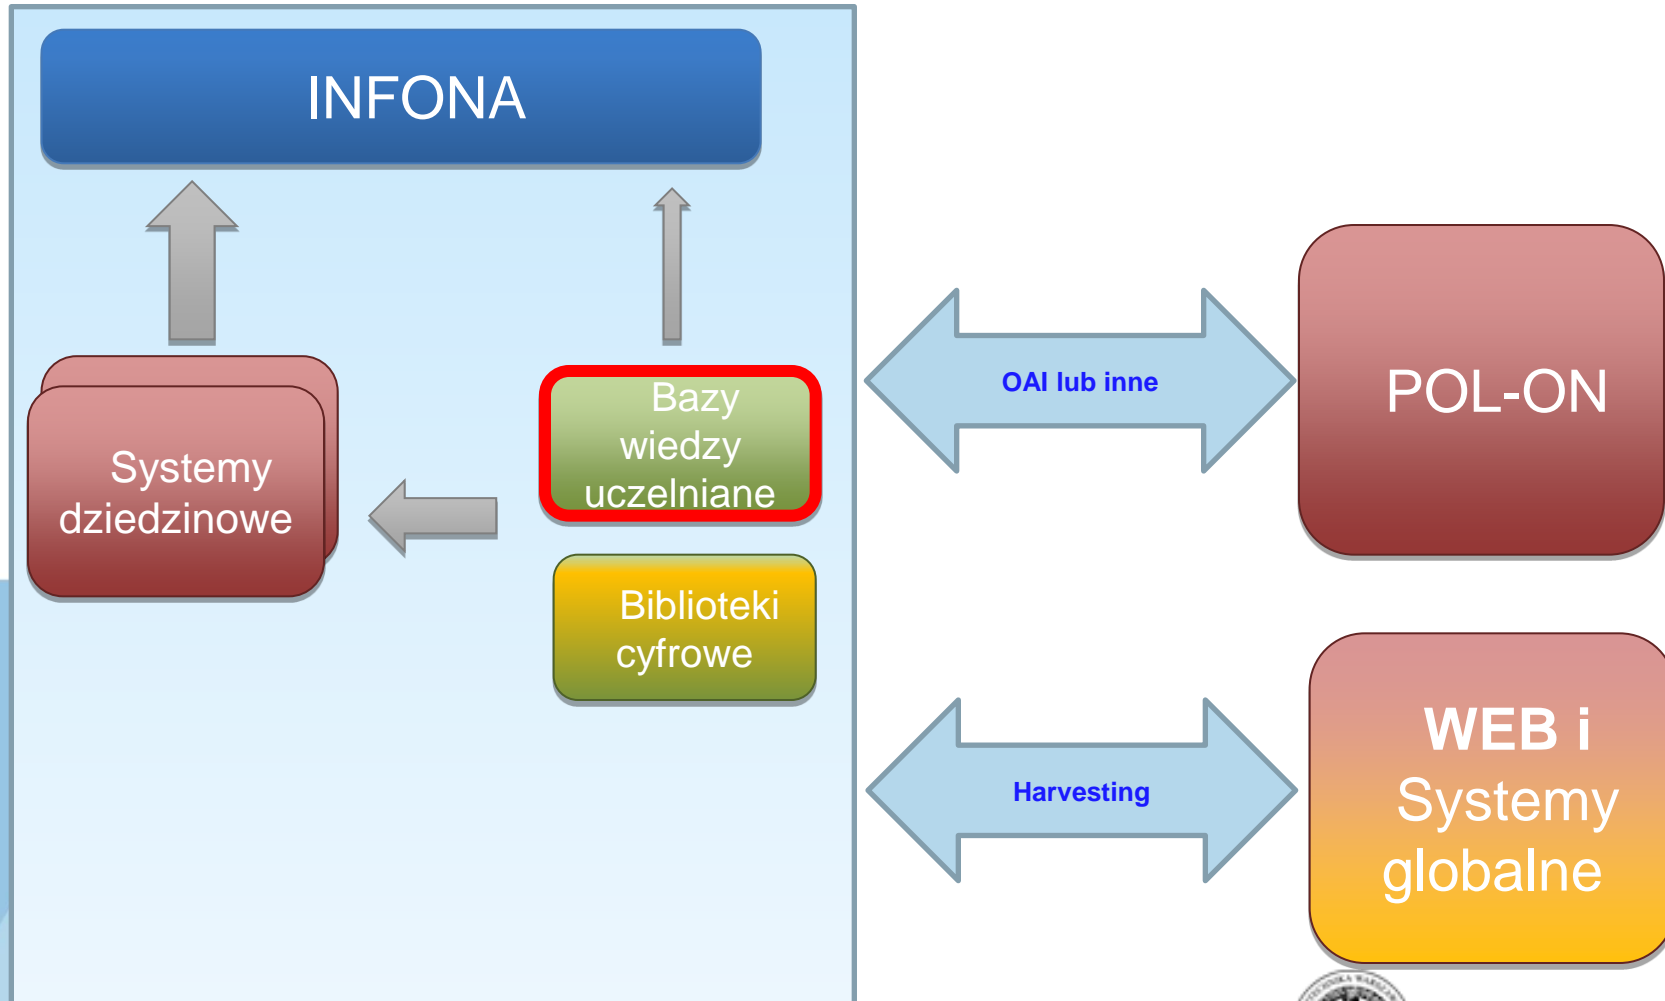 INFONA
Systemy
dziedzinowe
Bazy
wiedzy
uczelniane
Biblioteki
cyfrowe
OAI lub inne
POL-ON
Harvesting
WEB i
Systemy
globalne